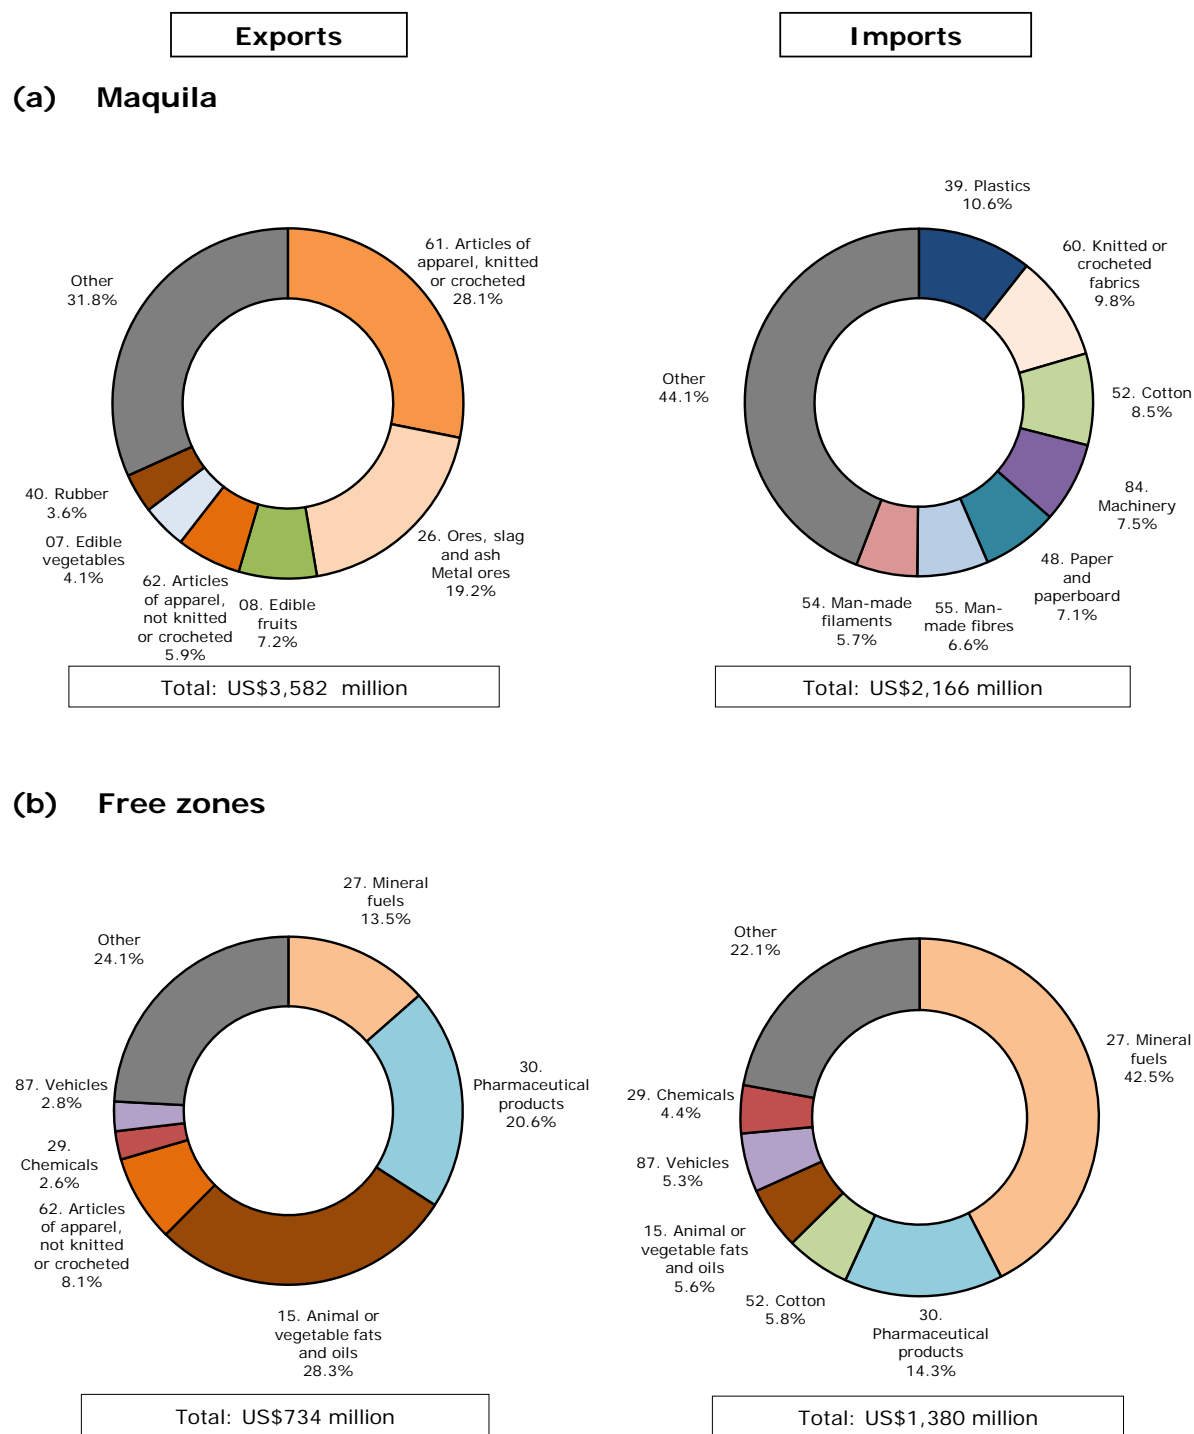 Exports
Imports
(a) Maquila
61. Articles of
apparel, knitted
or crocheted
28.1%
26. Ores, slag
and ash
Metal ores
19.2%
08. Edible
fruits
7.2%
62. Articles
of apparel,
not knitted
or crocheted
5.9%
07. Edible
vegetables
4.1%
40. Rubber
3.6%
Other
31.8%
Total: US$3,582 million
39. Plastics
10.6%
60. Knitted or
crocheted
fabrics
9.8%
52. Cotton
8.5%
84.
Machinery
7.5%
48. Paper
and
paperboard
7.1%
55. Man-
made fibres
6.6%
54. Man-made
filaments
5.7%
Other
44.1%
Total: US$2,166 million
(b) Free zones
27. Mineral
fuels
13.5%
30.
Pharmaceutical
products
20.6%
15. Animal or
vegetable fats
and oils
28.3%
62. Articles
of apparel,
not knitted
or crocheted
8.1%
29.
Chemicals
2.6%
87. Vehicles
2.8%
Other
24.1%
Total: US$734 million
27. Mineral
fuels
42.5%
30.
Pharmaceutical
products
14.3%
52. Cotton
5.8%
15. Animal or
vegetable fats
and oils
5.6%
87. Vehicles
5.3%
29. Chemicals
4.4%
Other
22.1%
Total: US$1,380 million